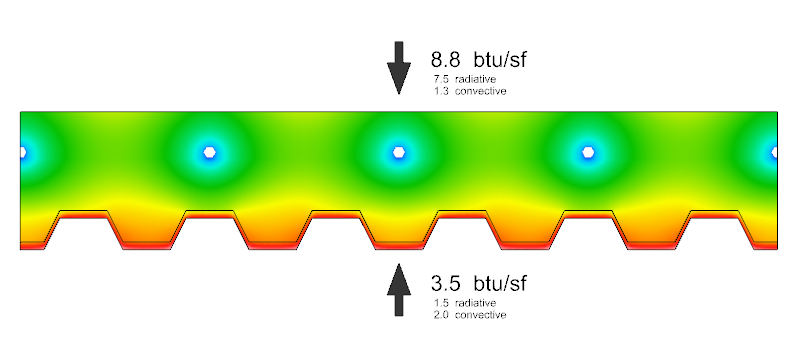 8.8 btu/sf
7.5 radiative
1.3 convective
3.5 btu/sf
1.5 radiative
2.0 convective